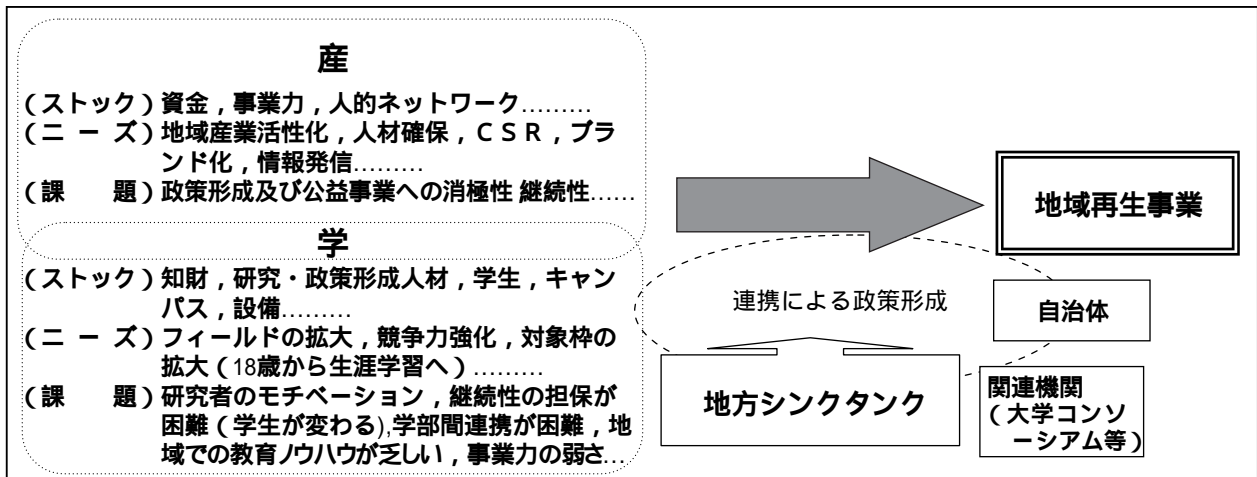 産
(ストック)資金,事業力,人的ネットワーク………
(ニーズ)地域産業活性化,人材確保,CSR,ブラ
ンド化,情報発信………
(課 題)政策形成及び公益事業への消極性 継続性……
学
(ストック)知財,研究・政策形成人材,学生,キャン
パス,設備………
(ニーズ)フィールドの拡大,競争力強化,対象枠の
拡大(18歳から生涯学習へ)………
(課 題)研究者のモチベーション,継続性の担保が
困難(学生が変わる),学部間連携が困難,地
域での教育ノウハウが乏しい,事業力の弱さ…
地域再生事業
連携による政策形成
自治体
地方シンクタンク
関連機関
(大学コンソ
ーシアム等)